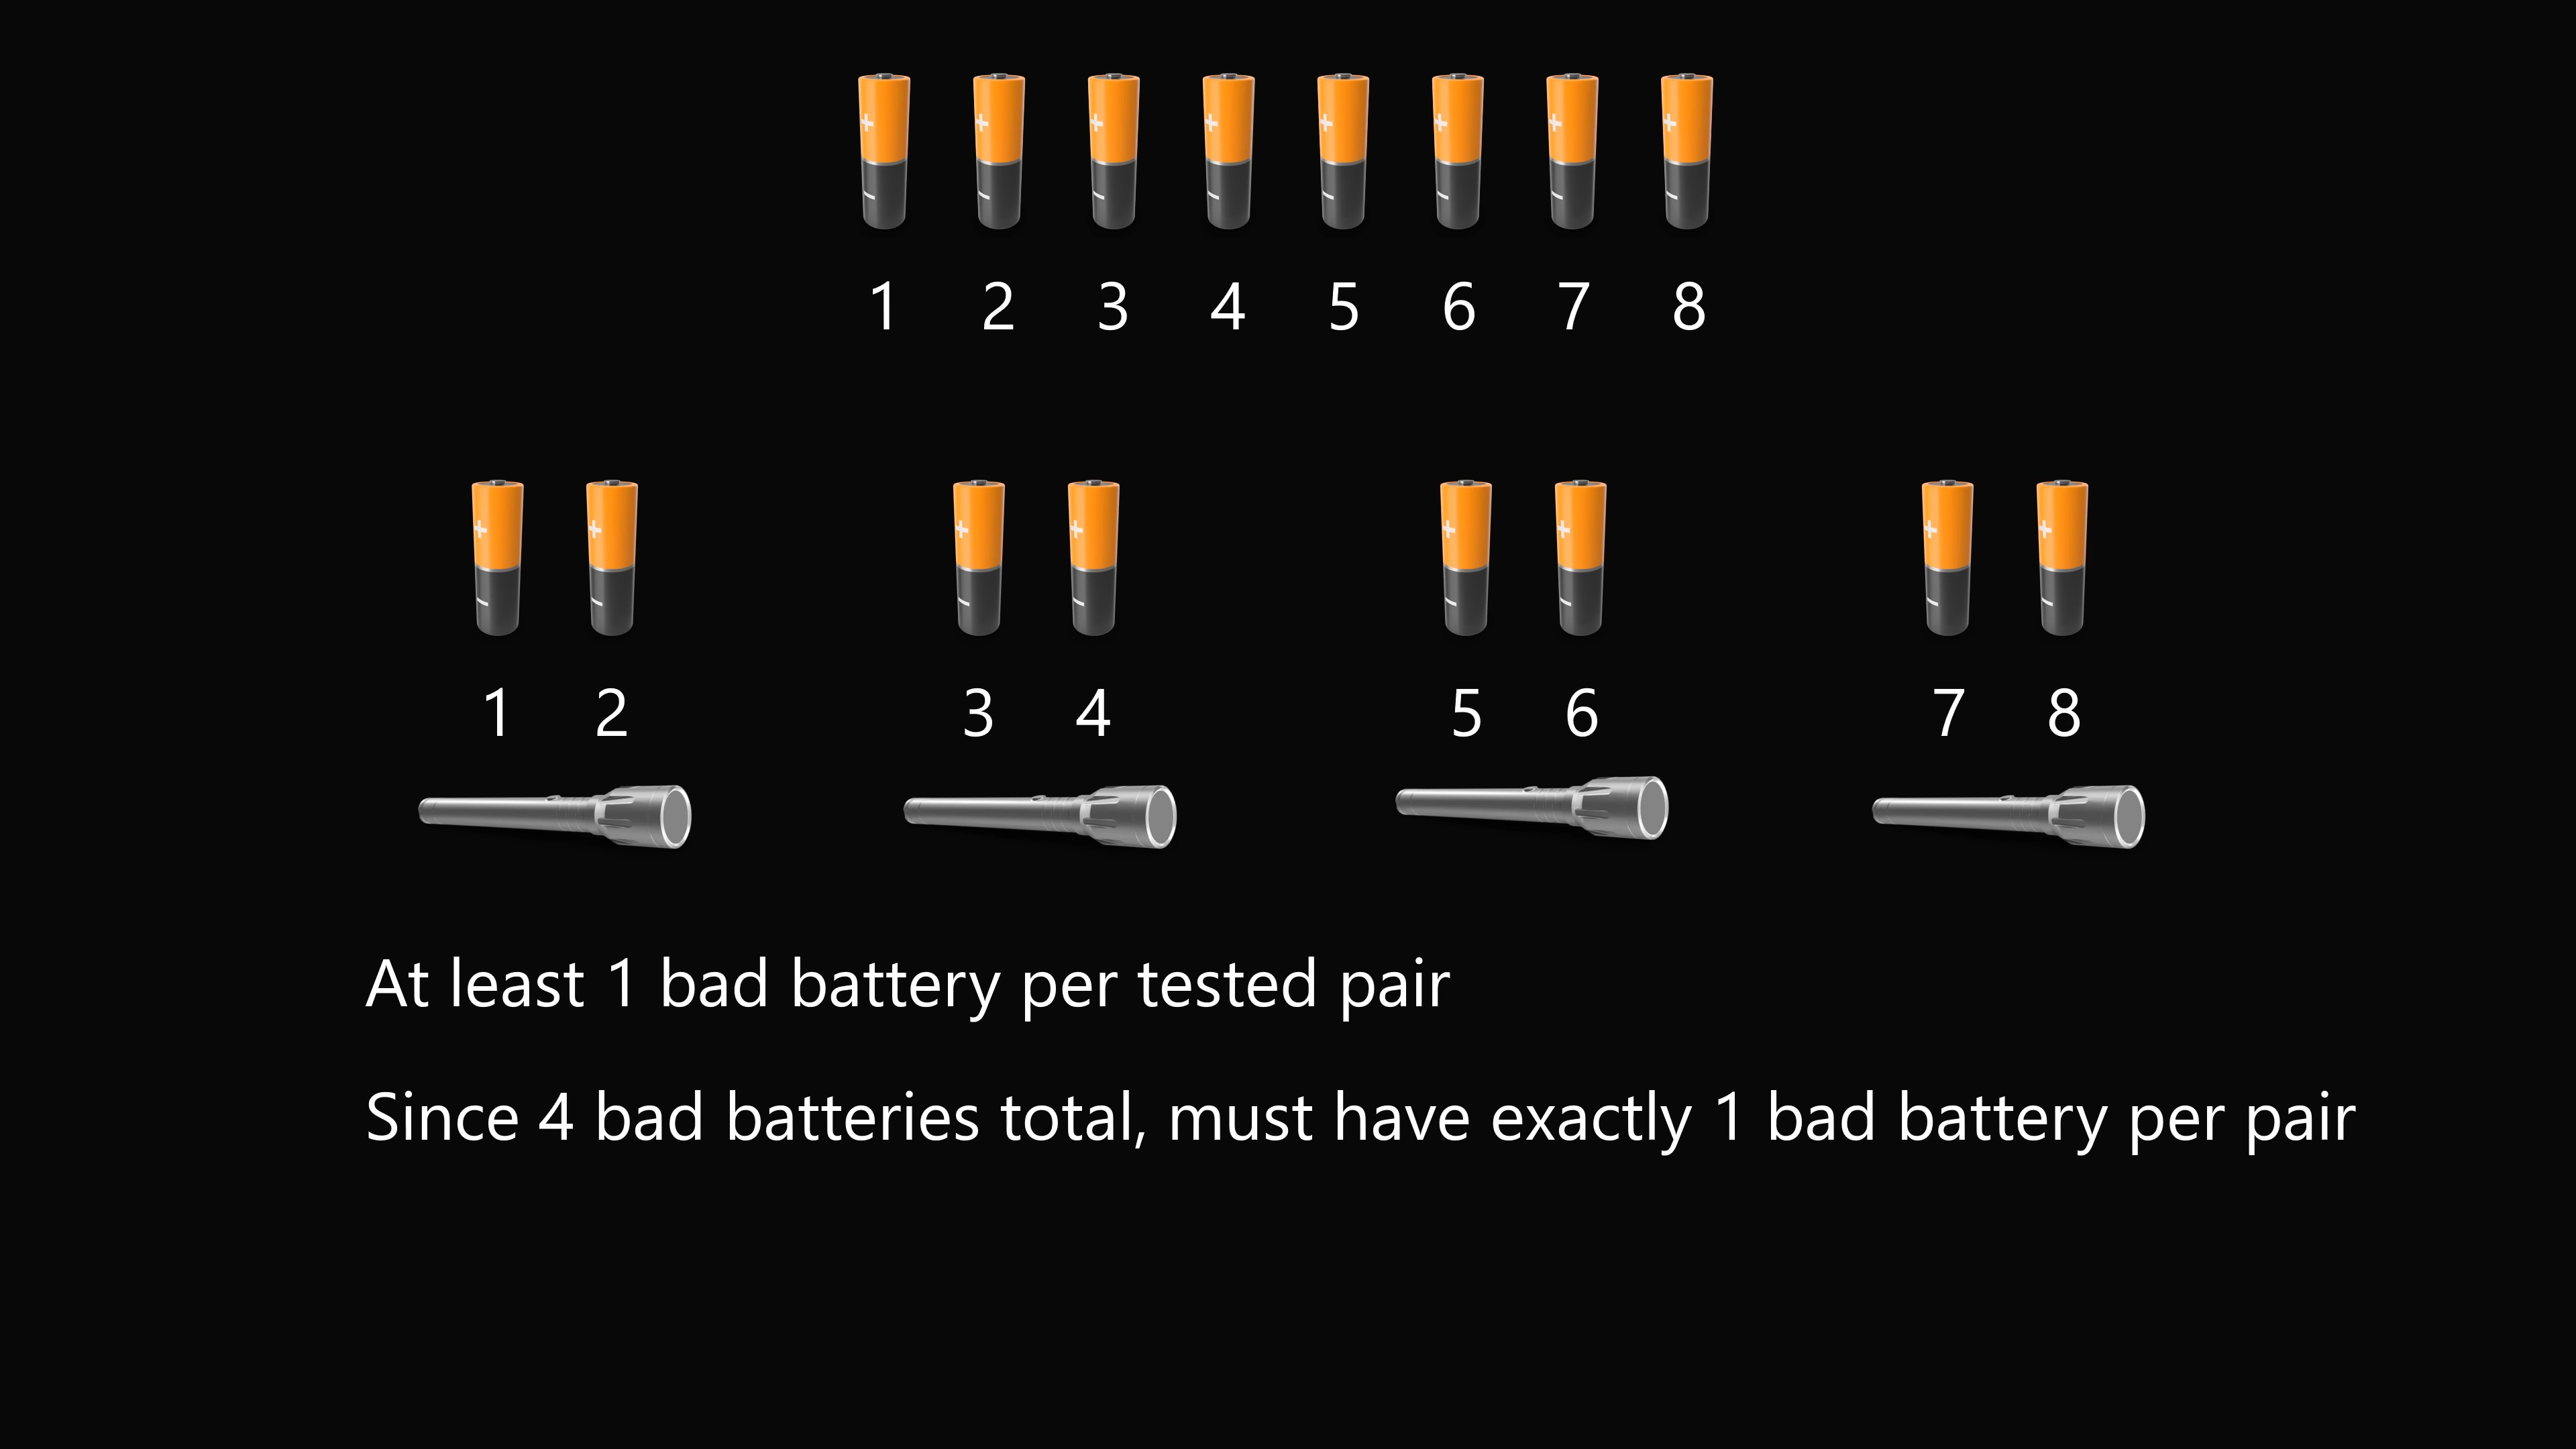 1 2 3 4 5 6 7 8
1 2 3 4 5 6 7 8
At least 1 bad battery per tested pair
Since 4 bad batteries total, must have exactly 1 bad battery per pair